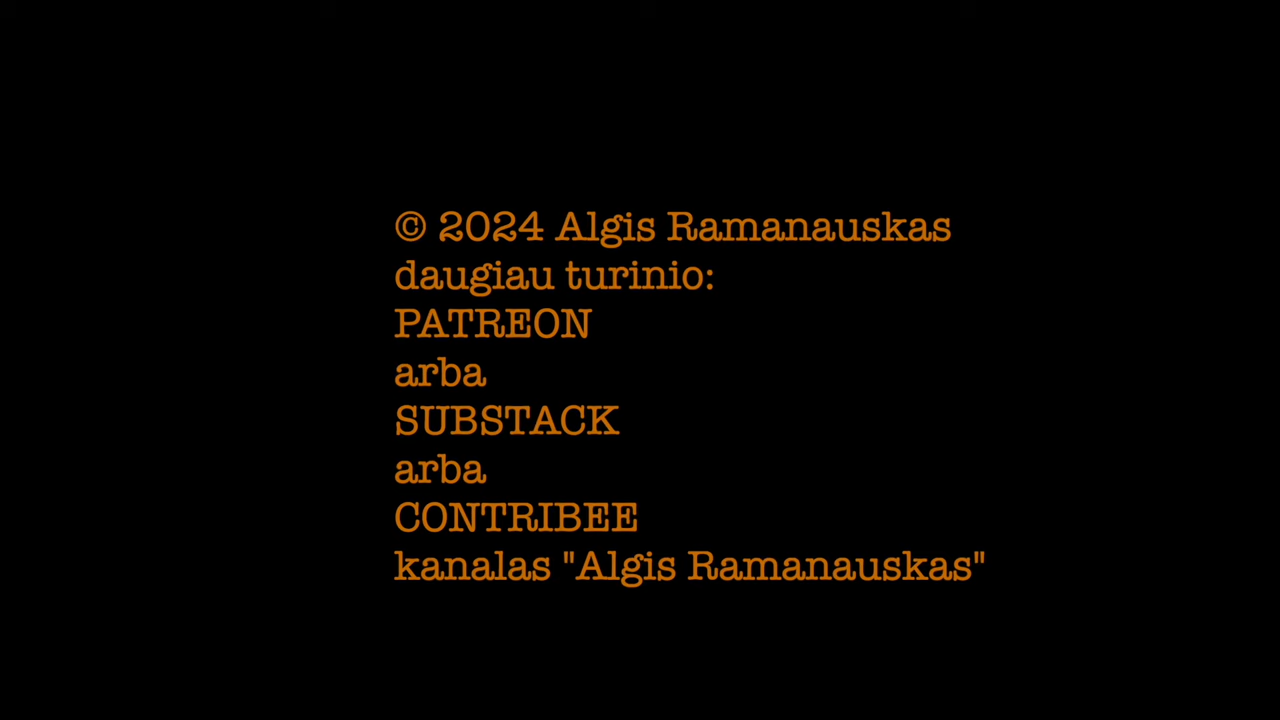 © 2024 Algis Ramanauskas
daugiau turinio:
PATREON
arba
SUBSTACK
arba
CONTRIBEE
kanalas "Algis Ramanauskas"